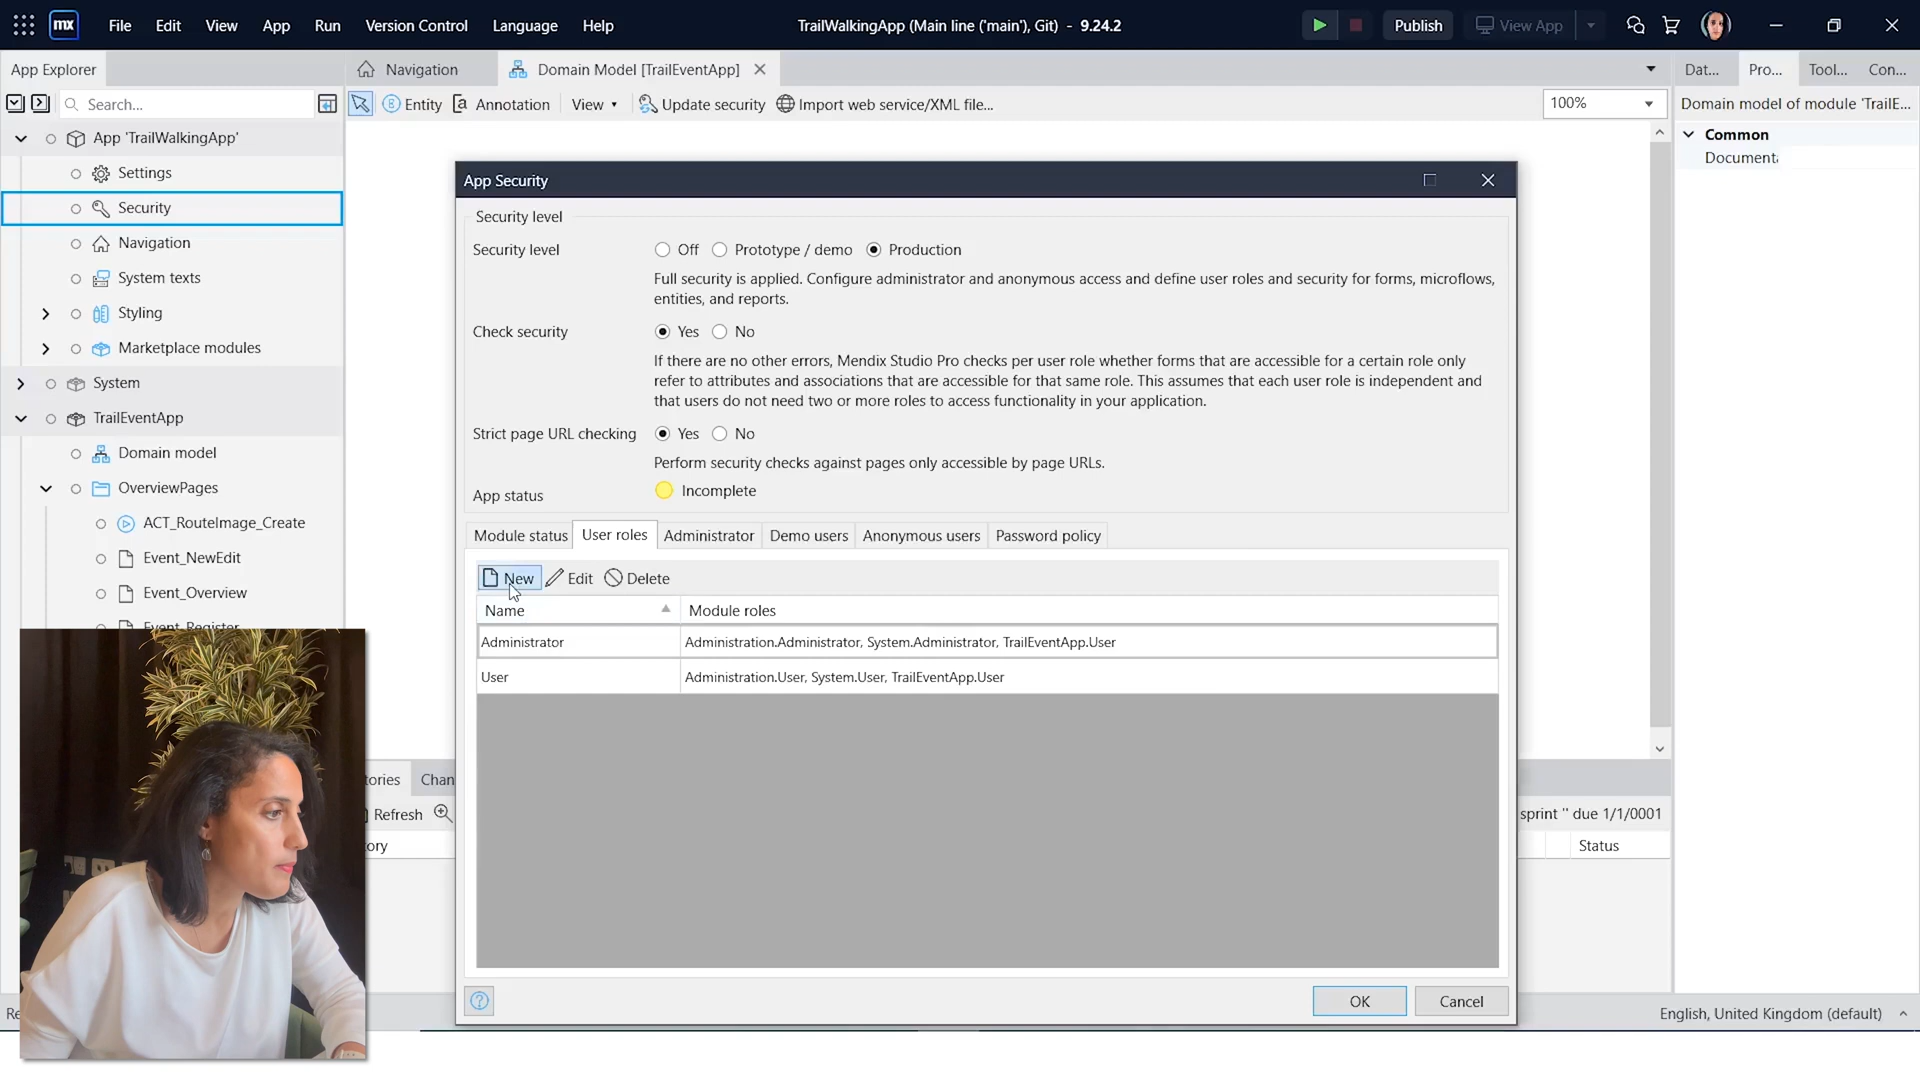 mx File Edit View App Run Version Control Language Help TrailWalkingApp (Main line ('main'), Git) - 9.24.2 Publish View App
App Explorer Navigation Domain Model [TrailEventApp] Dat... Pro... Tool... Con...
Search... Entity Annotation View Update security Import web service/XML file... 100% Domain model of module 'TrailE...
App 'TrailWalkingApp'
Settings
Security
Navigation
System texts
Styling
Marketplace modules
System
TrailEventApp
Domain model
OverviewPages
ACT_RouteImage_Create
Event_NewEdit
Event_Overview
Event_Register
Common
App Security
Security level
Security level Off Prototype / demo Production
Full security is applied. Configure administrator and anonymous access and define user roles and security for forms, microflows,
entities, and reports.
Check security Yes No
If there are no other errors, Mendix Studio Pro checks per user role whether forms that are accessible for a certain role only
refer to attributes and associations that are accessible for that same role. This assumes that each user role is independent and
that users do not need two or more roles to access functionality in your application.
Strict page URL checking Yes No
Perform security checks against pages only accessible by page URLs.
App status Incomplete
Module status User roles Administrator Demo users Anonymous users Password policy
New Edit Delete
Name Module roles
Administrator Administration.Administrator, System.Administrator, TrailEventApp.User
User Administration.User, System.User, TrailEventApp.User
OK Cancel
tories Chan
Refresh
ory
sprint '' due 1/1/0001
Status
English, United Kingdom (default)